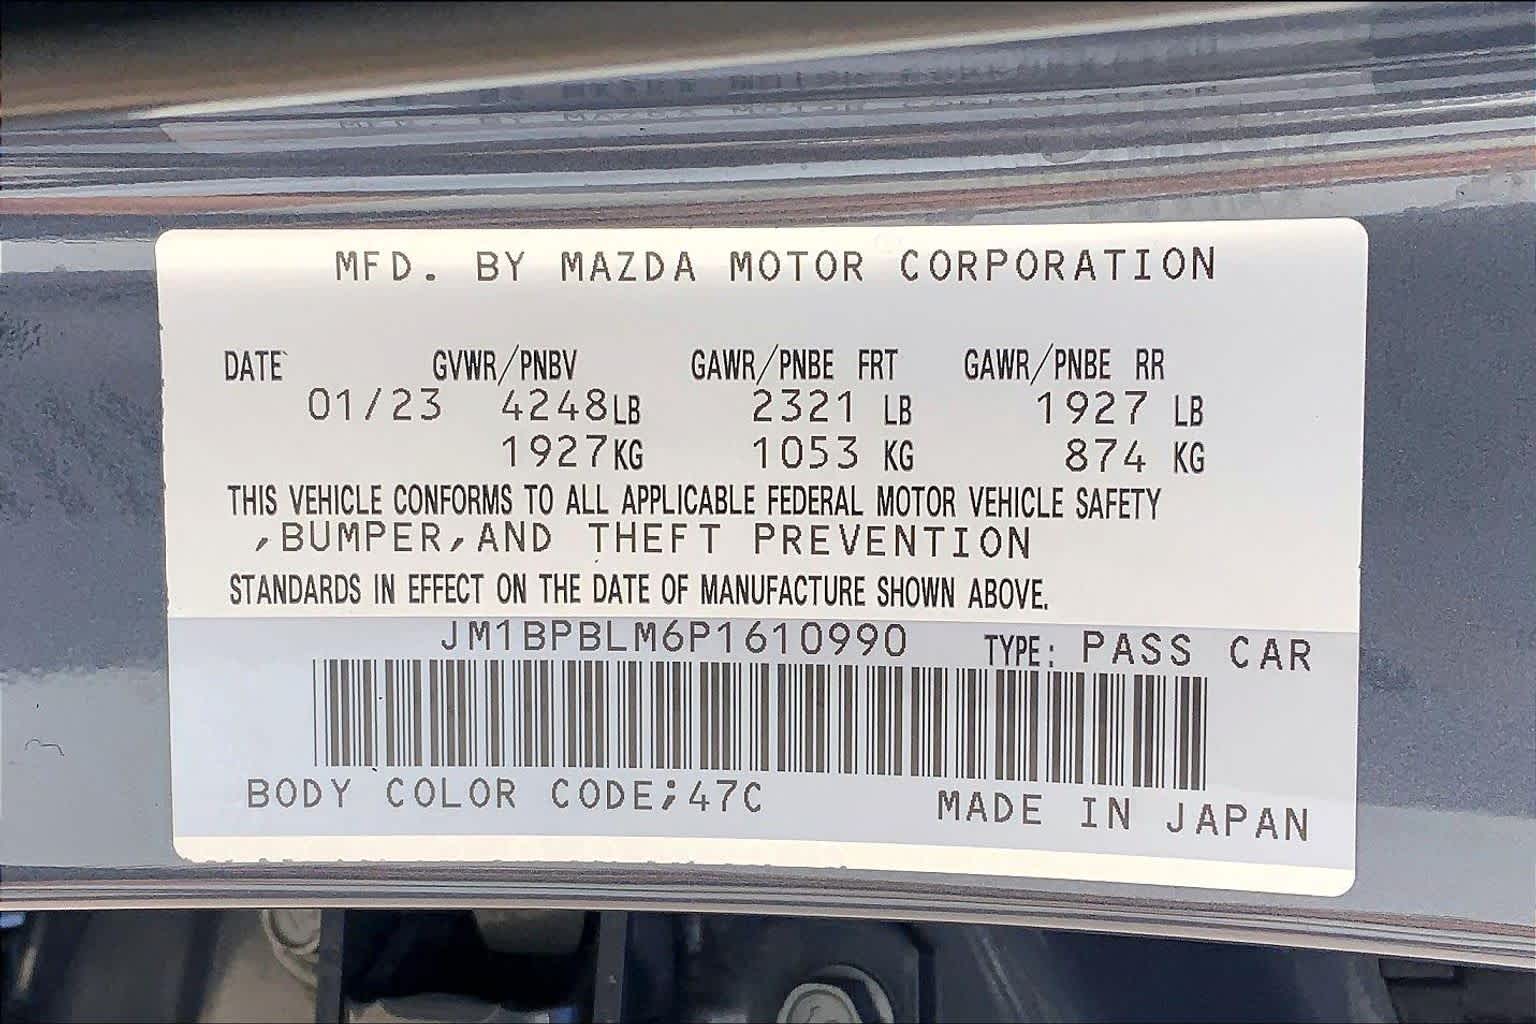 MFD. BY MAZDA MOTOR CORPORATION
DATE GVWR/PNBV GAWR/PNBE FRT GAWR/PNBE RR
01/23 4248LB 2321 LB 1927 LB
1927KG 1053 KG 874 KG
THIS VEHICLE CONFORMS TO ALL APPLICABLE FEDERAL MOTOR VEHICLE SAFETY
,BUMPER,AND THEFT PREVENTION
STANDARDS IN EFFECT ON THE DATE OF MANUFACTURE SHOWN ABOVE.
JM1BPBLM6P1610990 TYPE: PASS CAR
BODY COLOR CODE;47C MADE IN JAPAN